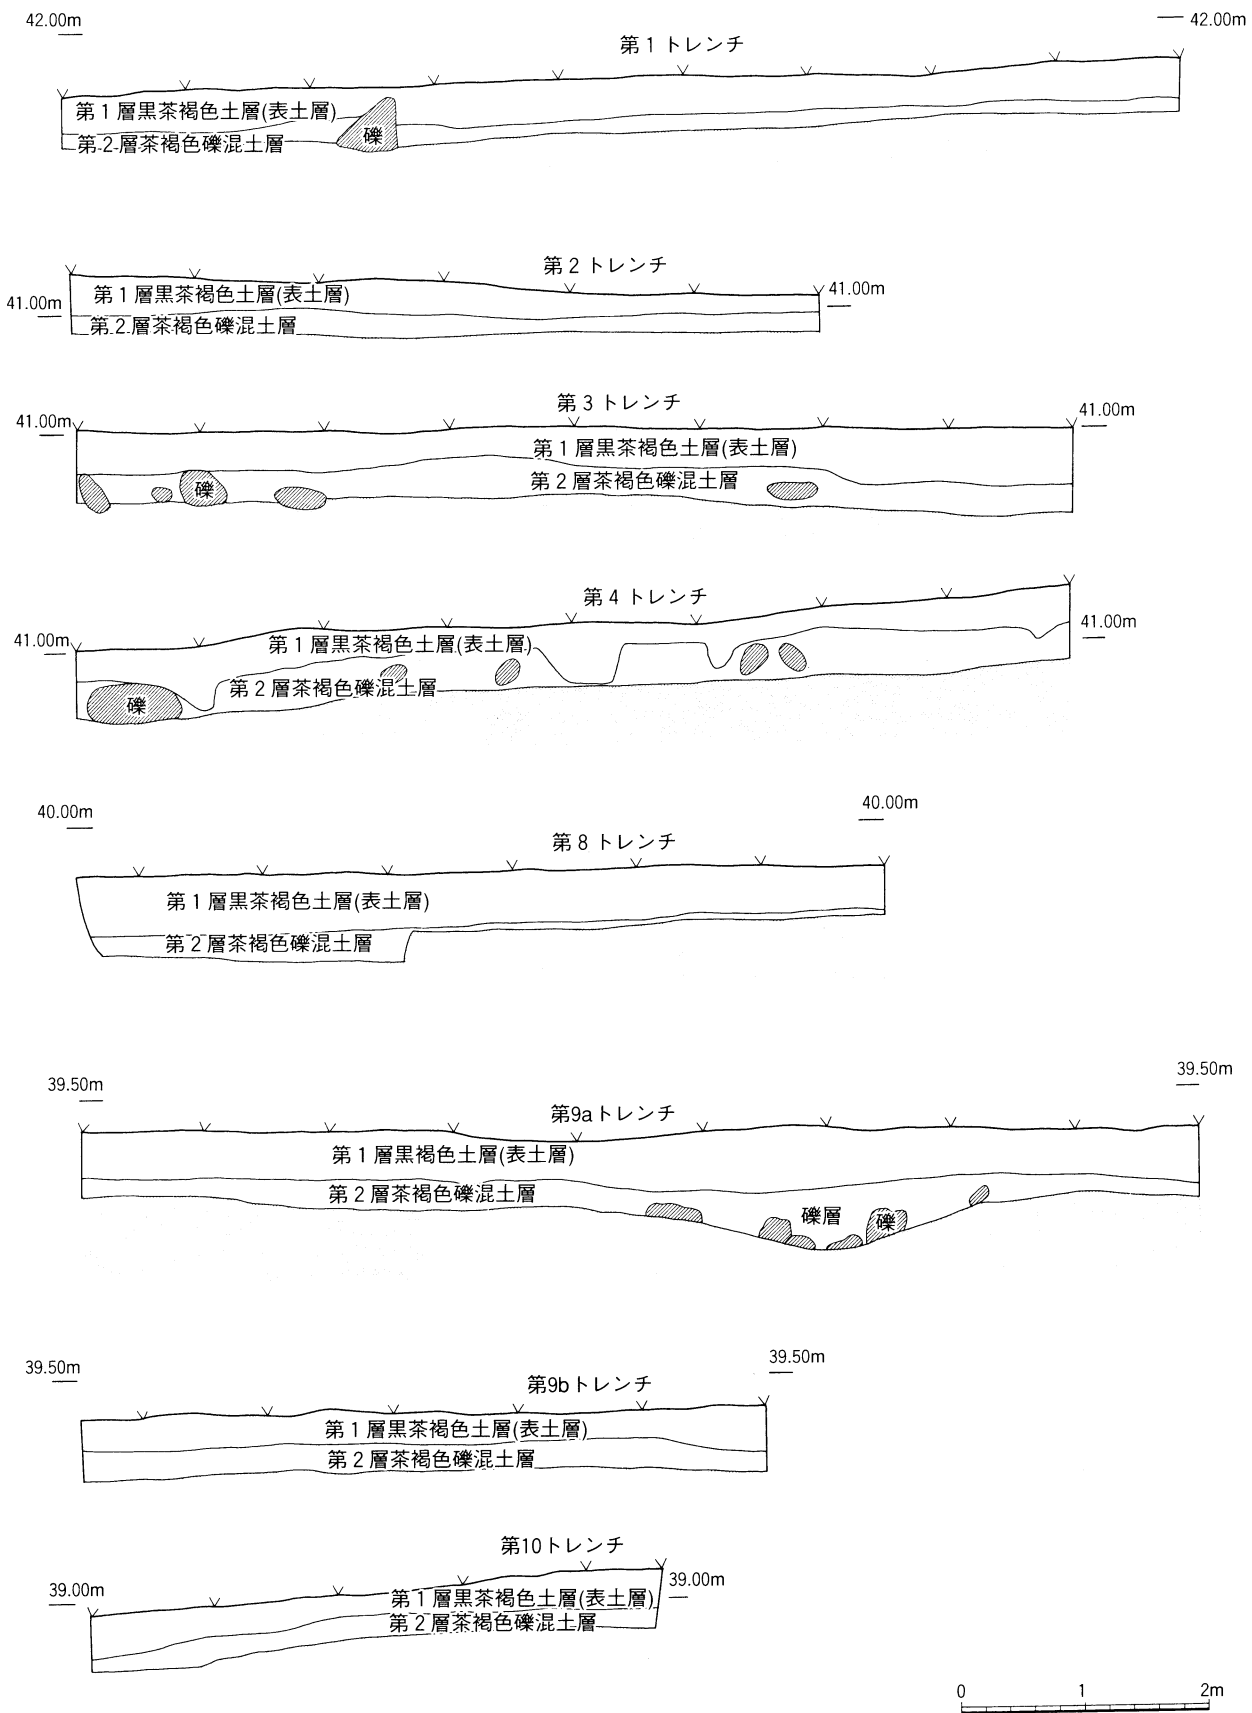 42.00m
42.00m
第1トレンチ
第1層黒茶褐色土層(表土層)
第2層茶褐色礫混土層
礫
第2トレンチ
41.00m
41.00m
第1層黒茶褐色土層(表土層)
第2層茶褐色礫混土層
第3トレンチ
41.00m
41.00m
第1層黒茶褐色土層(表土層)
第2層茶褐色礫混土層
礫
第4トレンチ
41.00m
41.00m
第1層黒茶褐色土層(表土層)
第2層茶褐色礫混土層
礫
40.00m
40.00m
第8トレンチ
第1層黒茶褐色土層(表土層)
第2層茶褐色礫混土層
39.50m
39.50m
第9aトレンチ
第1層黒褐色土層(表土層)
第2層茶褐色礫混土層
礫層
礫
39.50m
39.50m
第9bトレンチ
第1層黒茶褐色土層(表土層)
第2層茶褐色礫混土層
第10トレンチ
39.00m
39.00m
第1層黒茶褐色土層(表土層)
第2層茶褐色礫混土層
0 1 2m